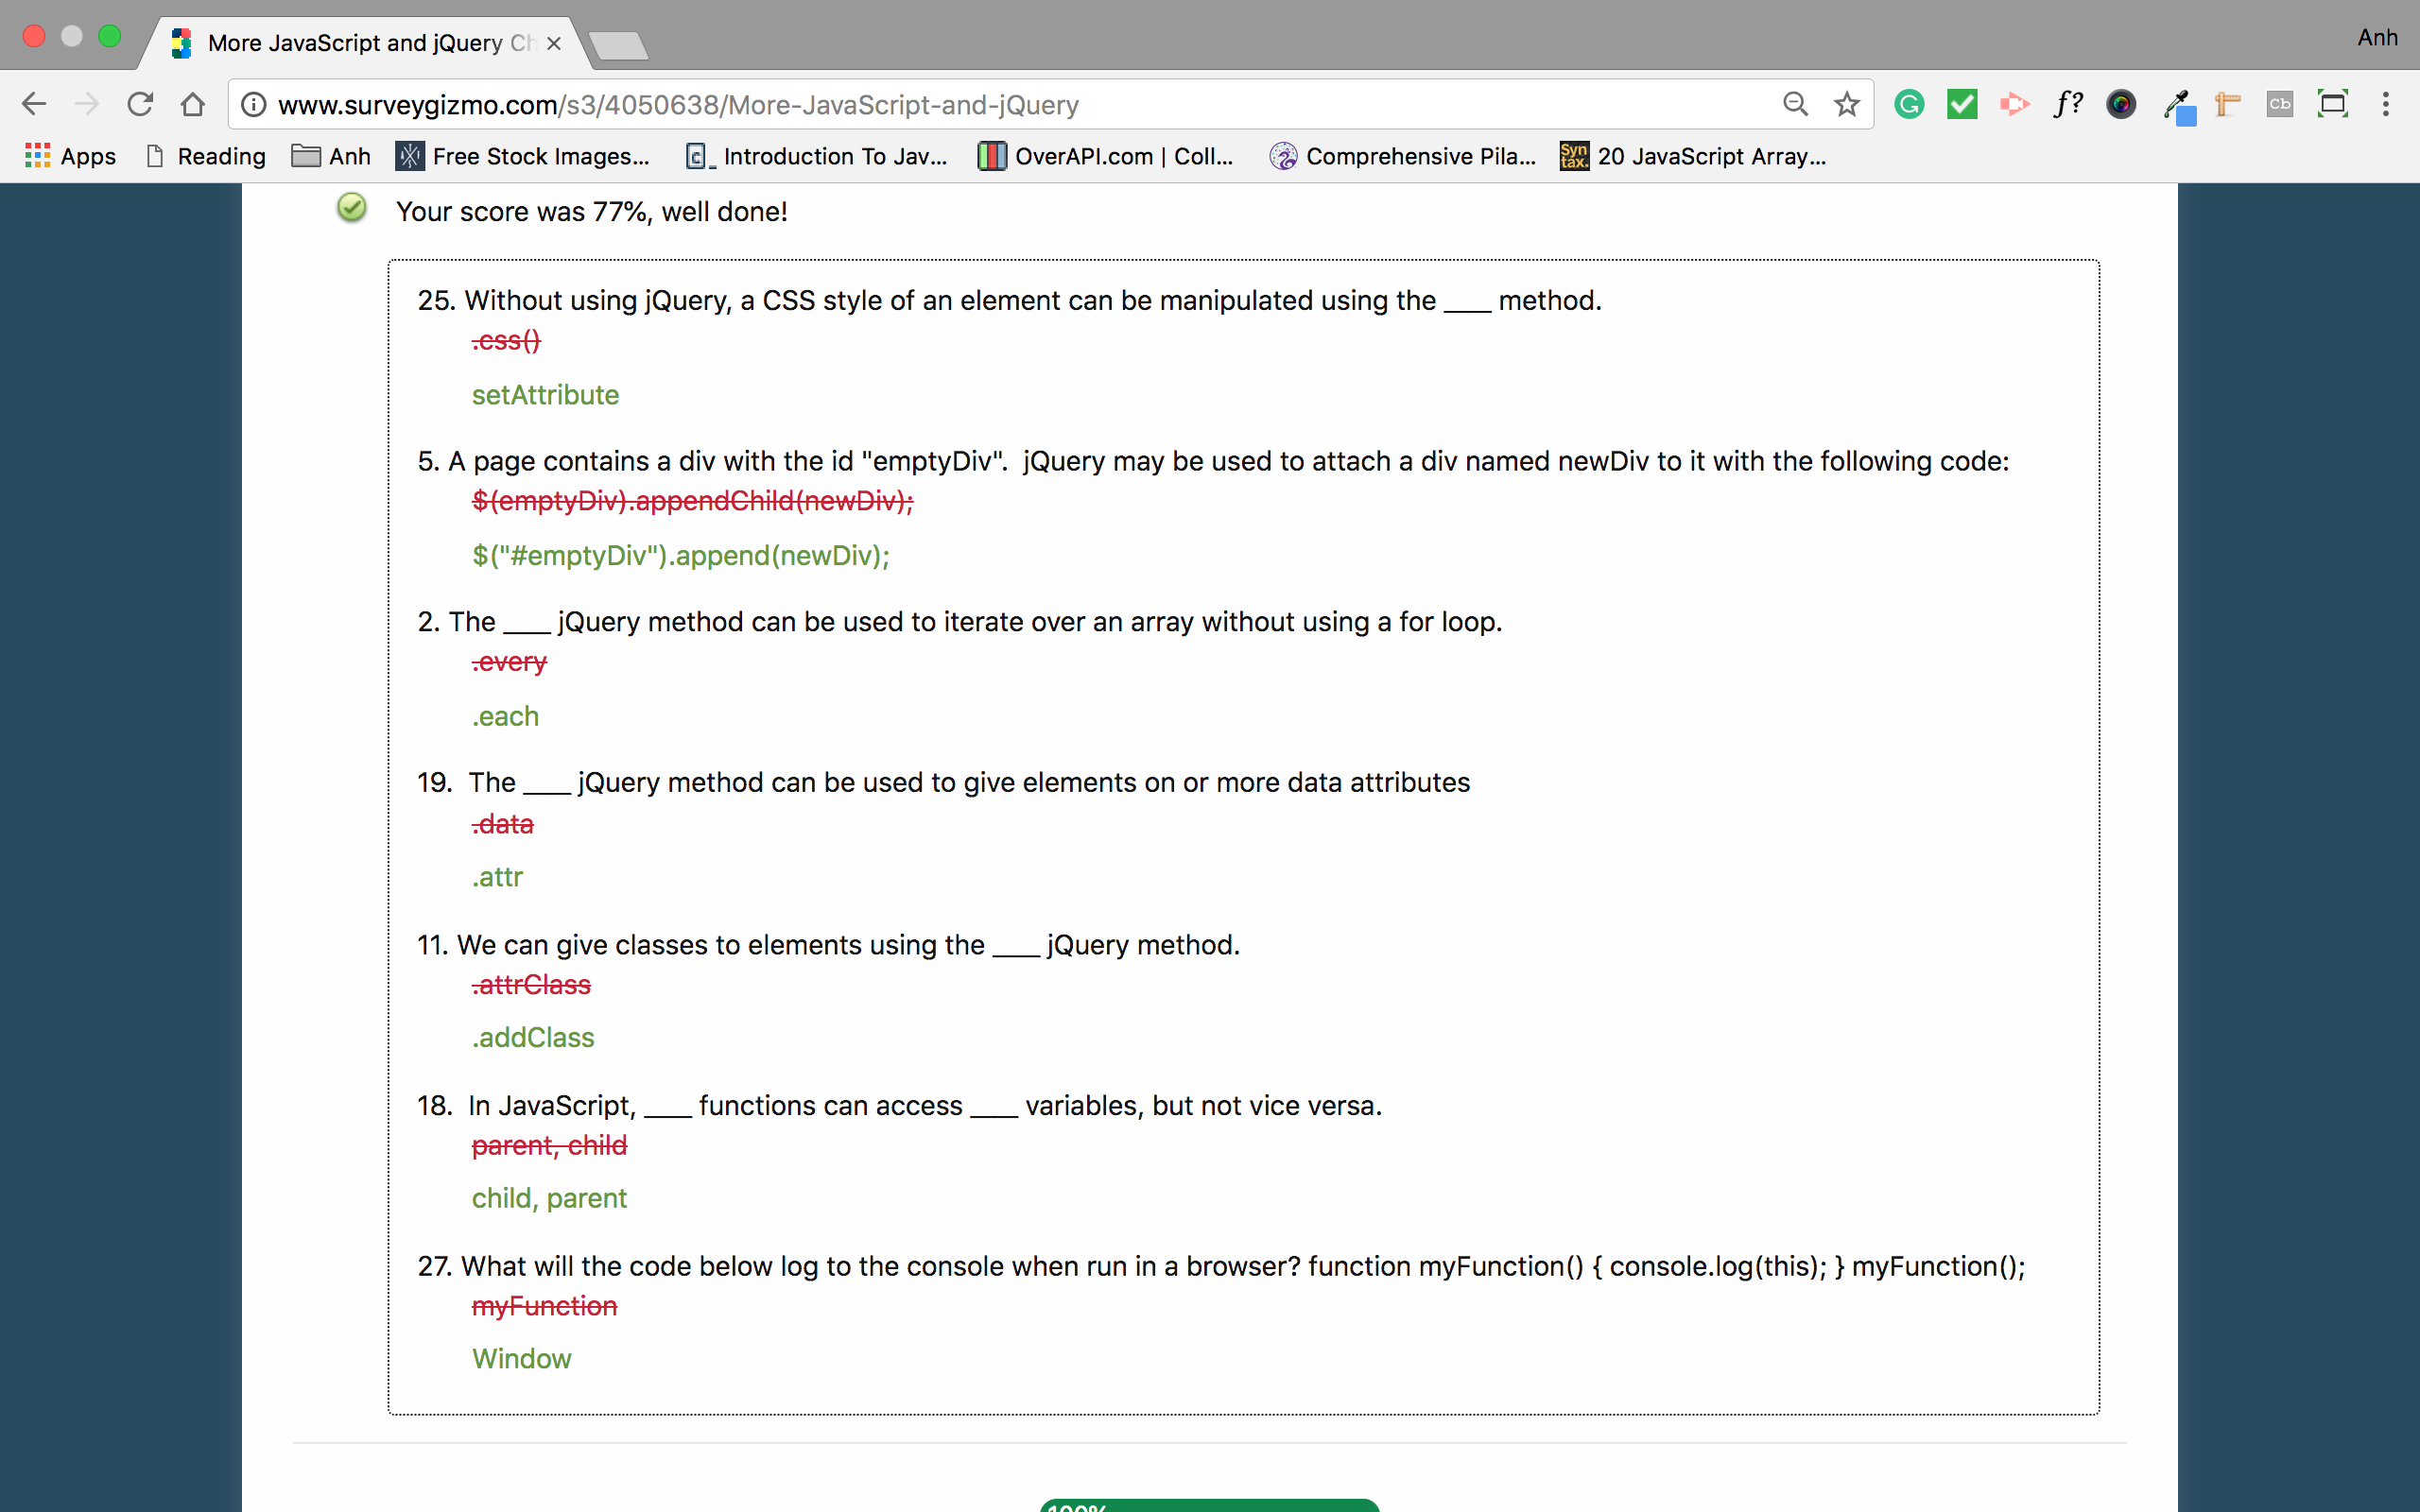 More JavaScript and jQuery Ch
Anh
www.surveygizmo.com/s3/4050638/More-JavaScript-and-jQuery
f?
Cb
Apps Reading Anh Free Stock Images... Introduction To Jav... OverAPI.com | Coll... Comprehensive Pila... Syn tax. 20 JavaScript Array...
Your score was 77%, well done!
25. Without using jQuery, a CSS style of an element can be manipulated using the ____ method.
.css()
setAttribute
5. A page contains a div with the id "emptyDiv".  jQuery may be used to attach a div named newDiv to it with the following code:
$(emptyDiv).appendChild(newDiv);
$("#emptyDiv").append(newDiv);
2. The ____ jQuery method can be used to iterate over an array without using a for loop.
.every
.each
19.  The ____ jQuery method can be used to give elements on or more data attributes
.data
.attr
11. We can give classes to elements using the ____ jQuery method.
.attrClass
.addClass
18.  In JavaScript, ____ functions can access ____ variables, but not vice versa.
parent, child
child, parent
27. What will the code below log to the console when run in a browser? function myFunction() { console.log(this); } myFunction();
myFunction
Window
100%